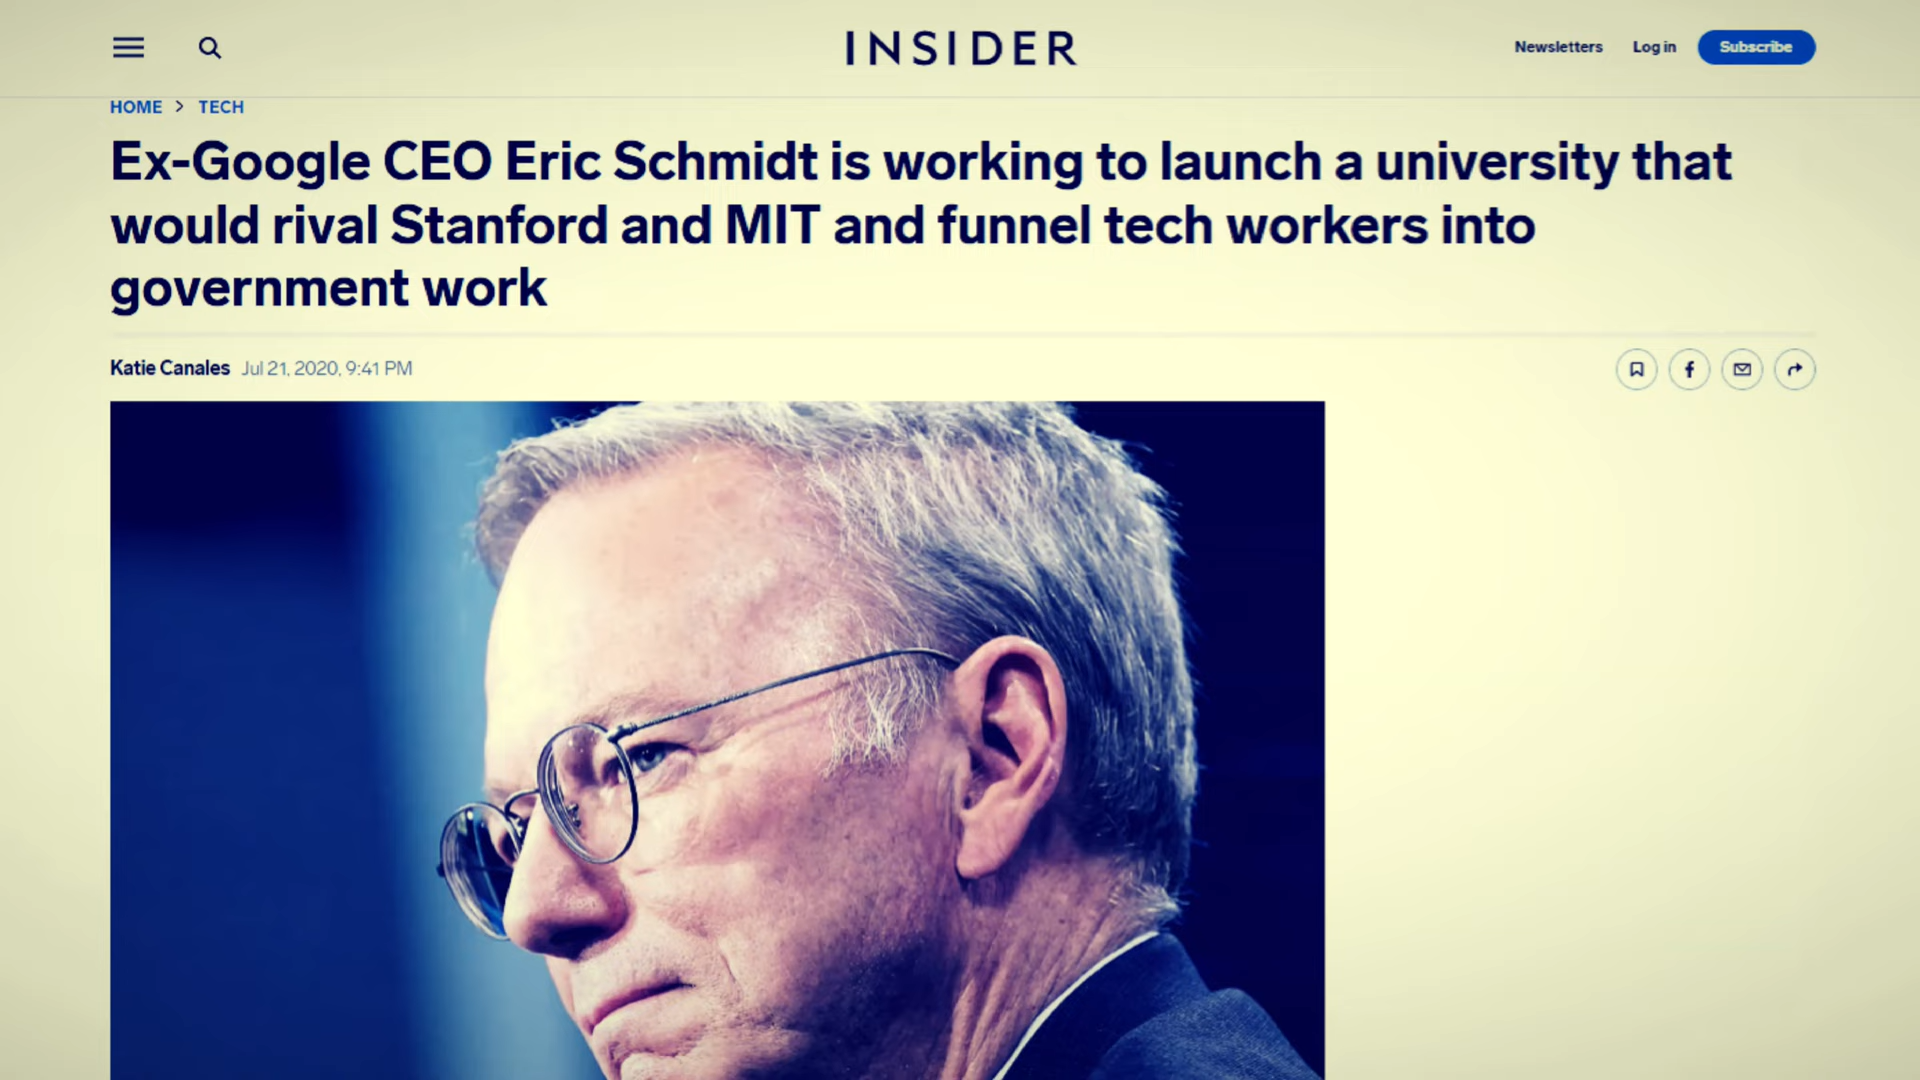 INSIDER
Newsletters Log in Subscribe
HOME > TECH
Ex-Google CEO Eric Schmidt is working to launch a university that
would rival Stanford and MIT and funnel tech workers into
government work
Katie Canales Jul 21, 2020, 9:41 PM